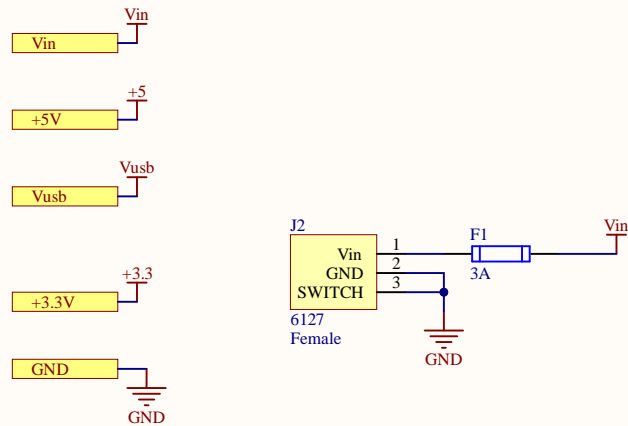 Vin
Vin
+5
+5V
Vusb
Vusb
+3.3
+3.3V
GND
GND
J2
Vin 1
GND 2
SWITCH 3
6127
Female
F1
3A
Vin
GND